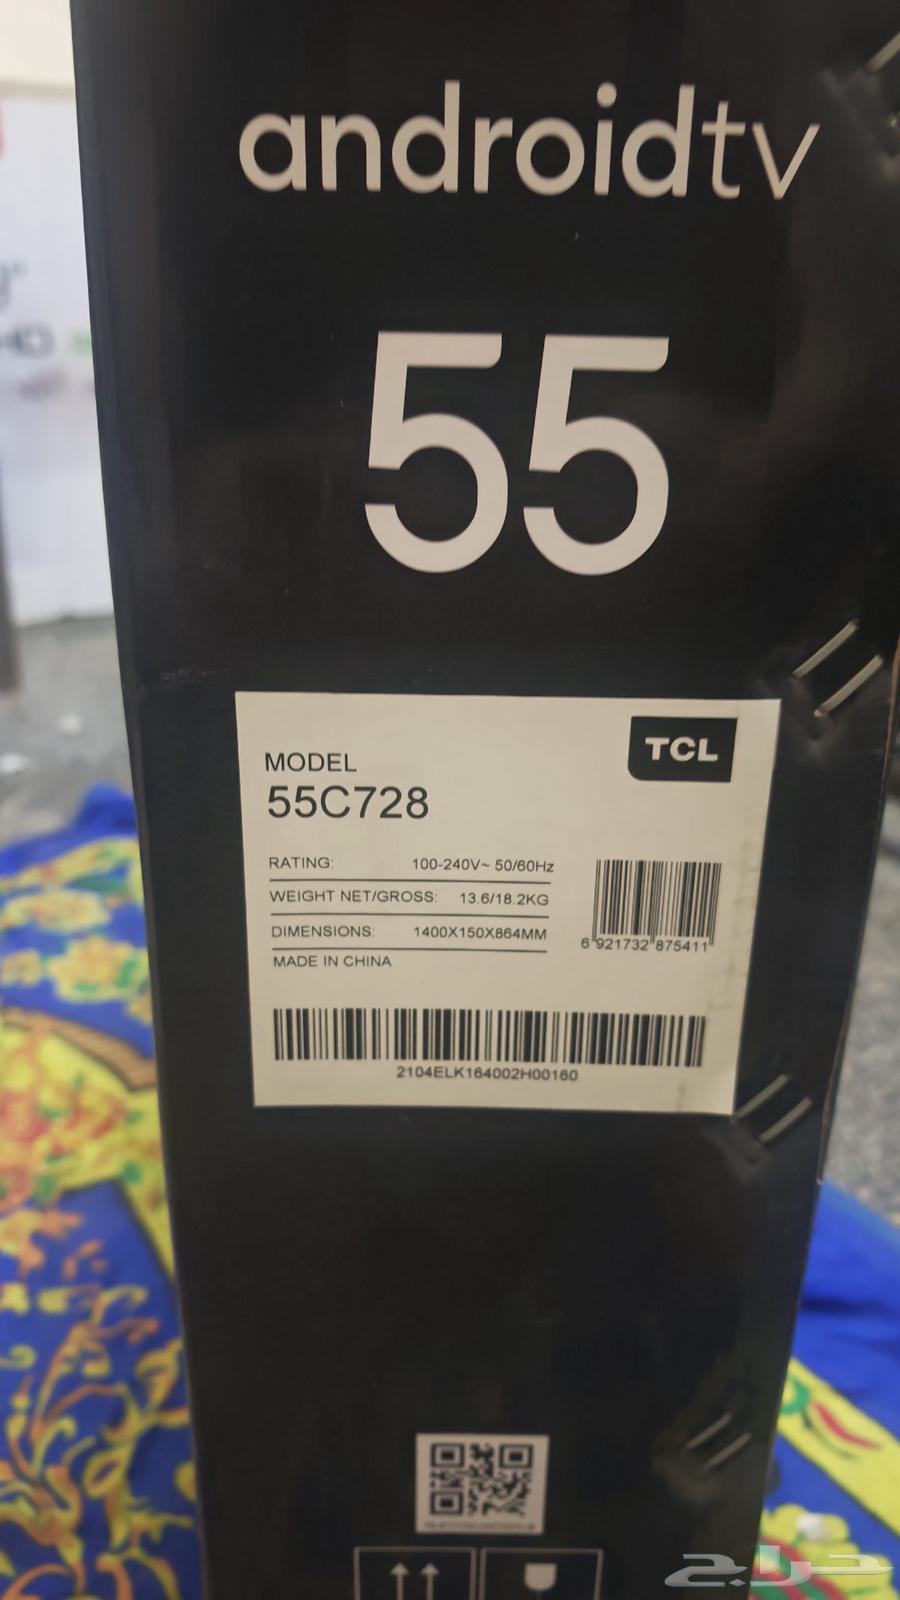 androidtv
55
TCL
MODEL
55C728
RATING: 100-240V~ 50/60Hz
WEIGHT NET/GROSS: 13.6/18.2KG
DIMENSIONS: 1400X150X864MM
MADE IN CHINA
6 921732 875411
2104ELK164002H00160
حراج